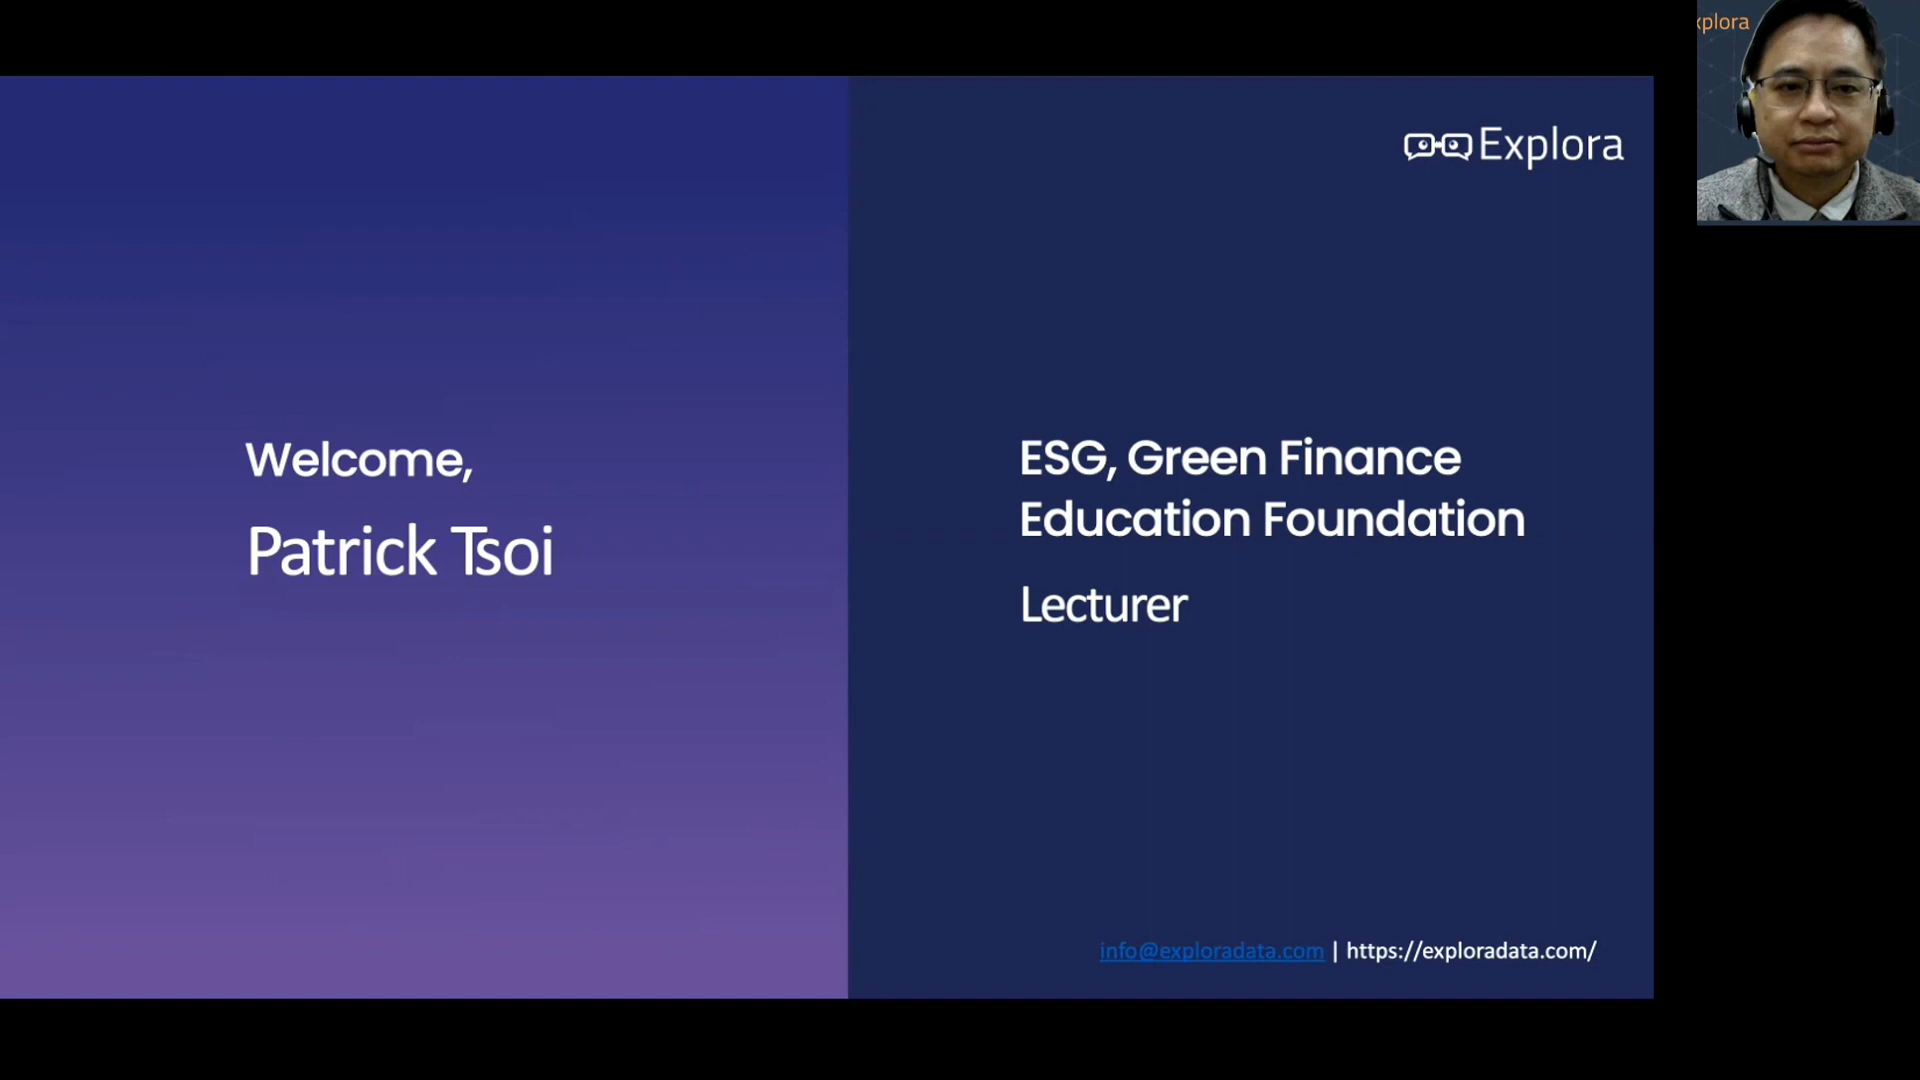 xplora
Explora
Welcome,
Patrick Tsoi
ESG, Green Finance
Education Foundation
Lecturer
info@exploradata.com | https://exploradata.com/